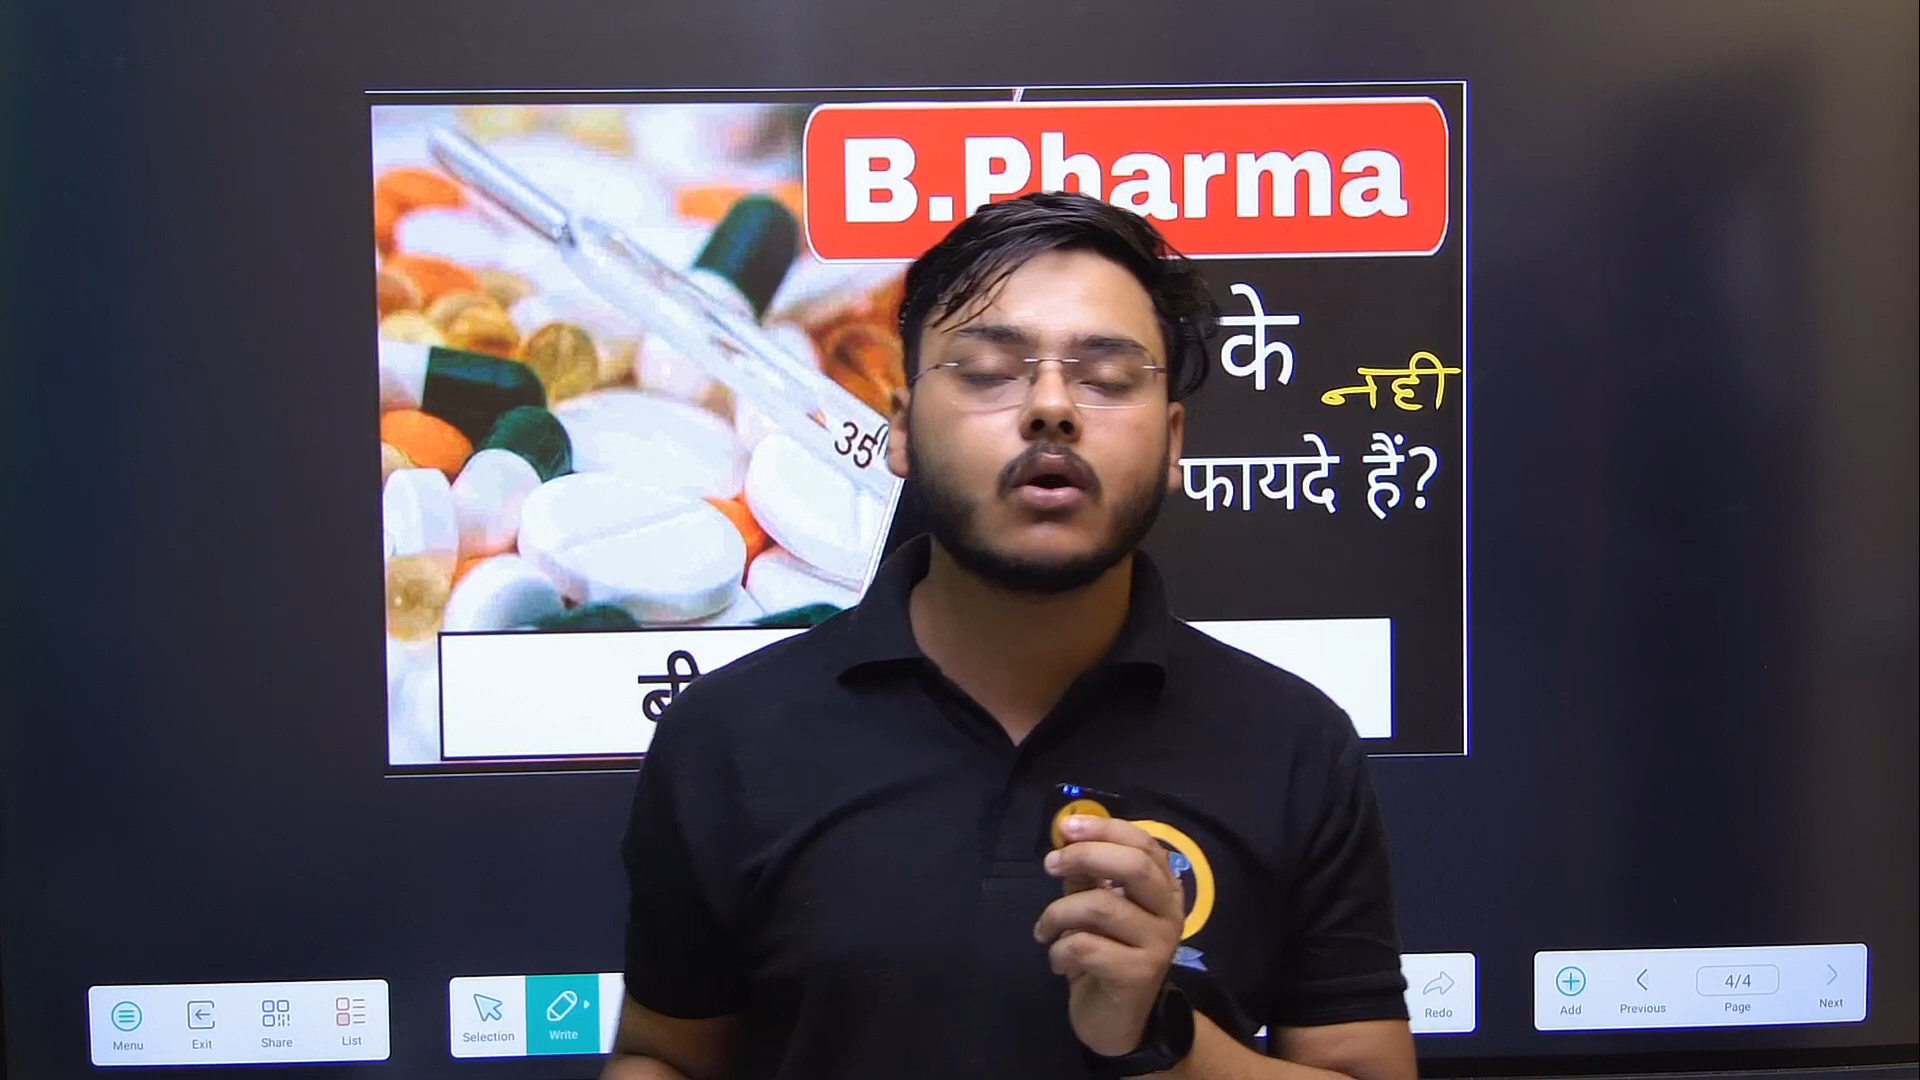 B.Pharma
के
नही
फायदे हैं?
35
Menu
Exit
Share
List
Selection
Write
Redo
Add
Previous
4/4
Page
Next